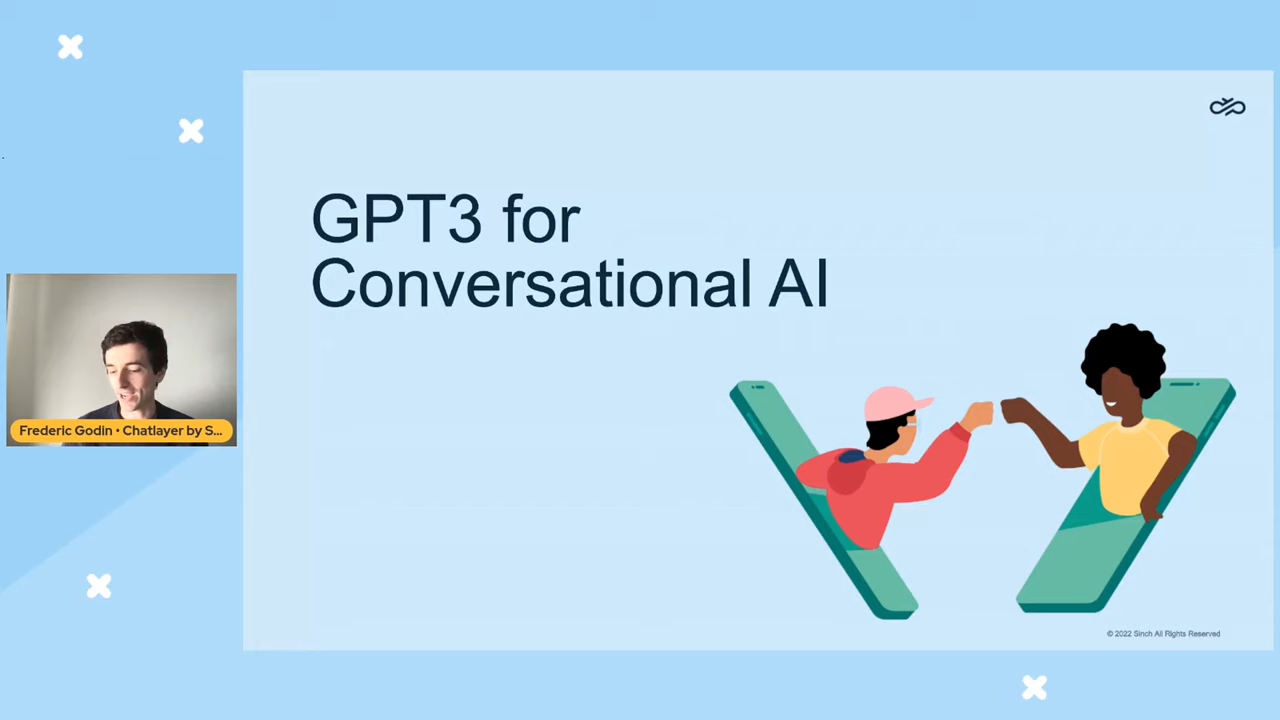 GPT3 for
Conversational AI
Frederic Godin • Chatlayer by S...
© 2022 Sinch All Rights Reserved